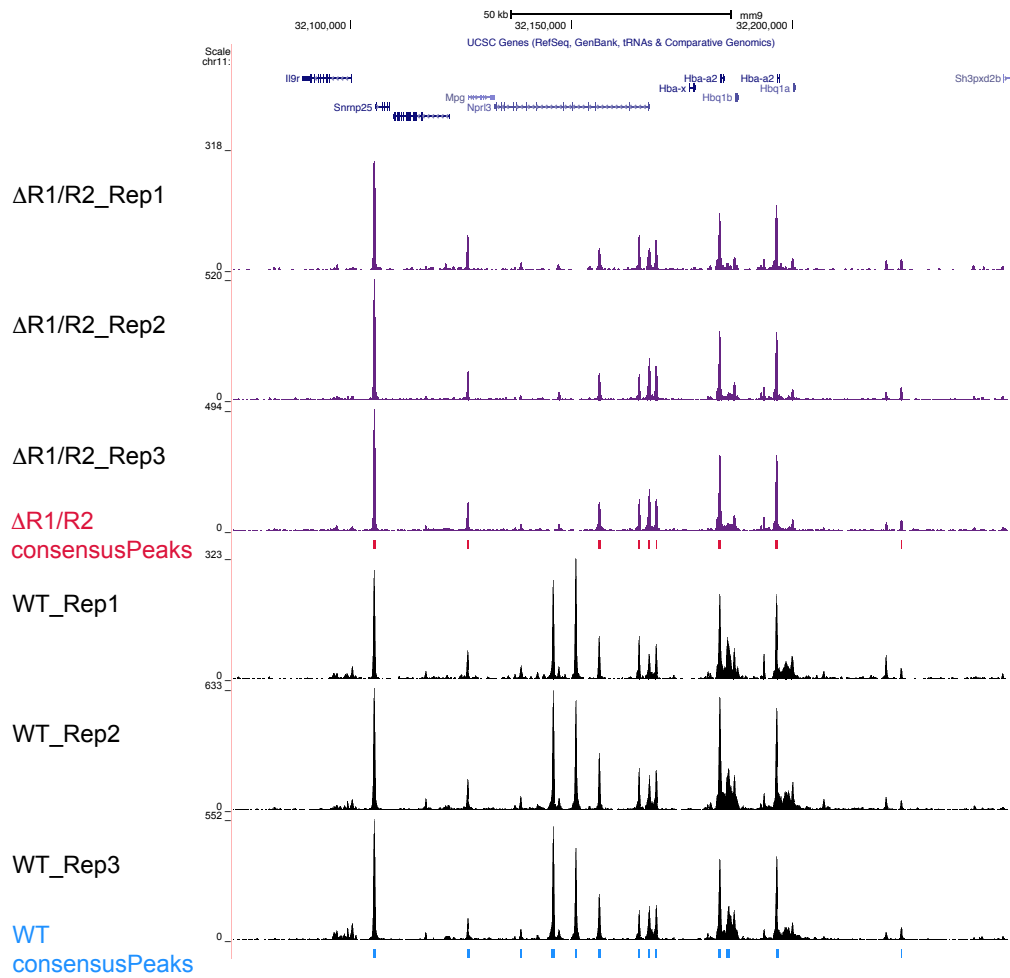 50 kb mm9
32,100,000 32,150,000 32,200,000
UCSC Genes (RefSeq, GenBank, tRNAs & Comparative Genomics)
Scale
chr11:
Il9r Hba-a2 Hba-a2 Sh3pxd2b
Hba-x Hbq1a
Mpg Hbq1b
Snrnp25 Nprl3
318
ΔR1/R2_Rep1
0
520
ΔR1/R2_Rep2
0
494
ΔR1/R2_Rep3
0
ΔR1/R2
consensusPeaks
323
WT_Rep1
0
633
WT_Rep2
0
552
WT_Rep3
0
WT
consensusPeaks